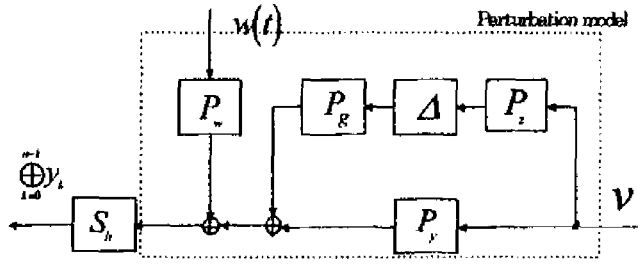 Perturbation model
w(t)
P_w
P_g
Δ
P_z
n-1
⊕ y_k
k=0
S_h
P_y
v